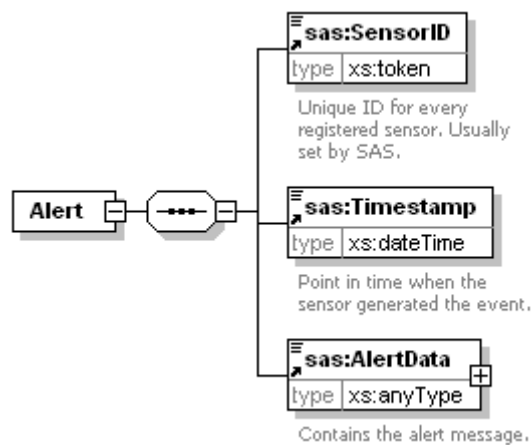 sas:SensorID
type xs:token
Unique ID for every
registered sensor. Usually
set by SAS.
Alert
sas:Timestamp
type xs:dateTime
Point in time when the
sensor generated the event.
sas:AlertData
type xs:anyType
Contains the alert message.